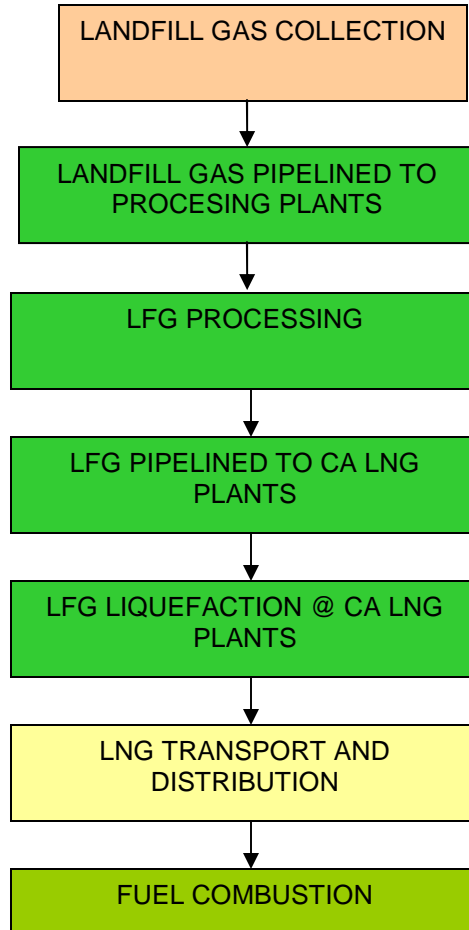 LANDFILL GAS COLLECTION
LANDFILL GAS PIPELINED TO
PROCESING PLANTS
LFG PROCESSING
LFG PIPELINED TO CA LNG
PLANTS
LFG LIQUEFACTION @ CA LNG
PLANTS
LNG TRANSPORT AND
DISTRIBUTION
FUEL COMBUSTION